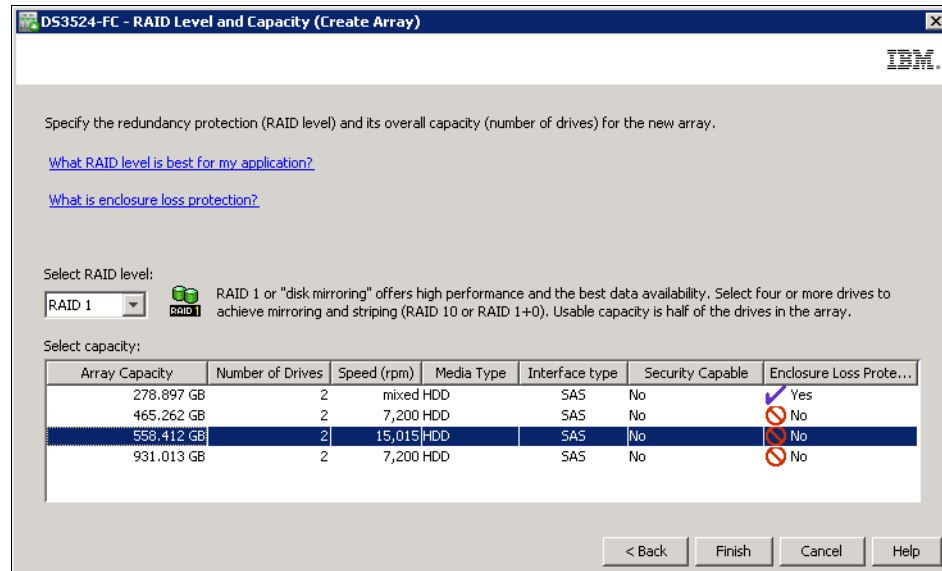 DS3524-FC - RAID Level and Capacity (Create Array)
IBM.
Specify the redundancy protection (RAID level) and its overall capacity (number of drives) for the new array.
What RAID level is best for my application?
What is enclosure loss protection?
Select RAID level:
RAID 1
RAID 1
RAID 1 or "disk mirroring" offers high performance and the best data availability. Select four or more drives to
achieve mirroring and striping (RAID 10 or RAID 1+0). Usable capacity is half of the drives in the array.
Select capacity:
Array Capacity Number of Drives Speed (rpm) Media Type Interface type Security Capable Enclosure Loss Prote...
278.897 GB 2 mixed HDD SAS No Yes
465.262 GB 2 7,200 HDD SAS No No
558.412 GB 2 15,015 HDD SAS No No
931.013 GB 2 7,200 HDD SAS No No
< Back Finish Cancel Help